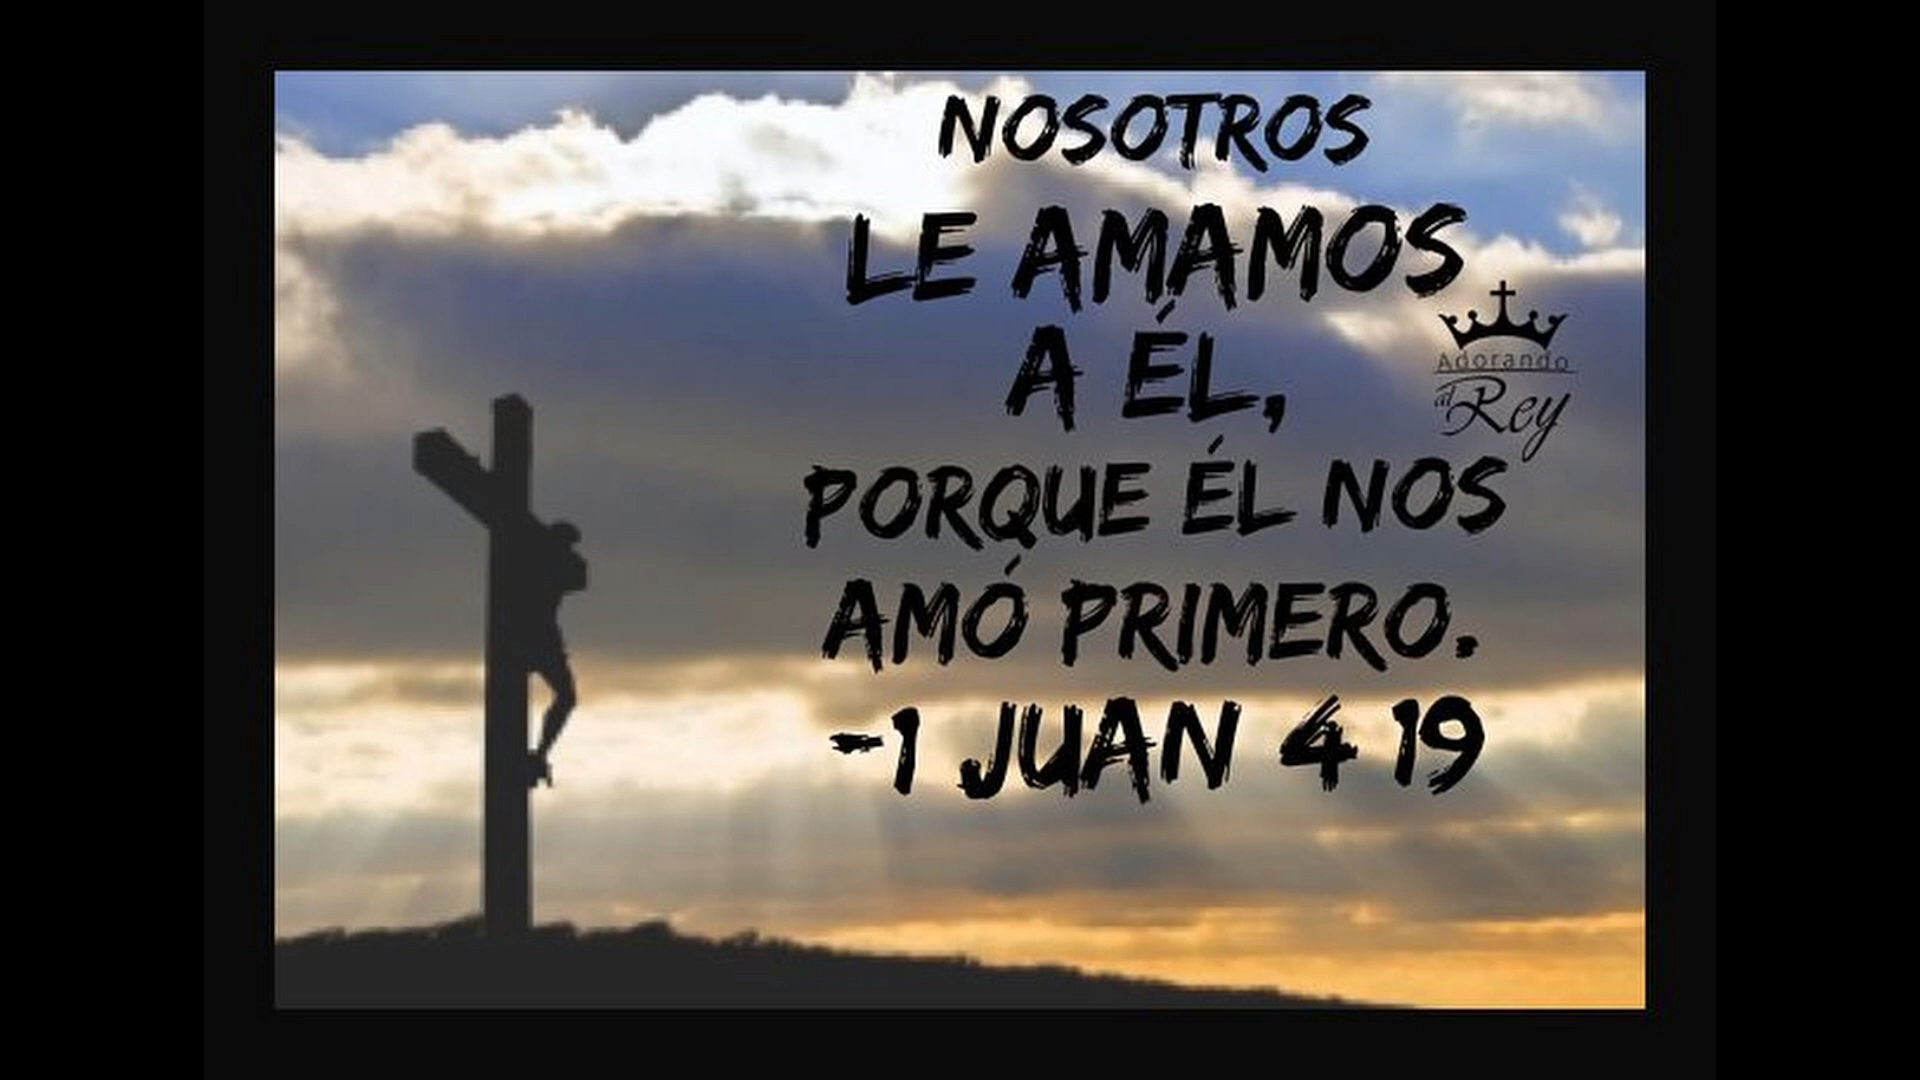 NOSOTROS
LE AMAMOS
A ÉL,
PORQUE ÉL NOS
AMÓ PRIMERO.
-1 JUAN 4 19
Adorando
al Rey